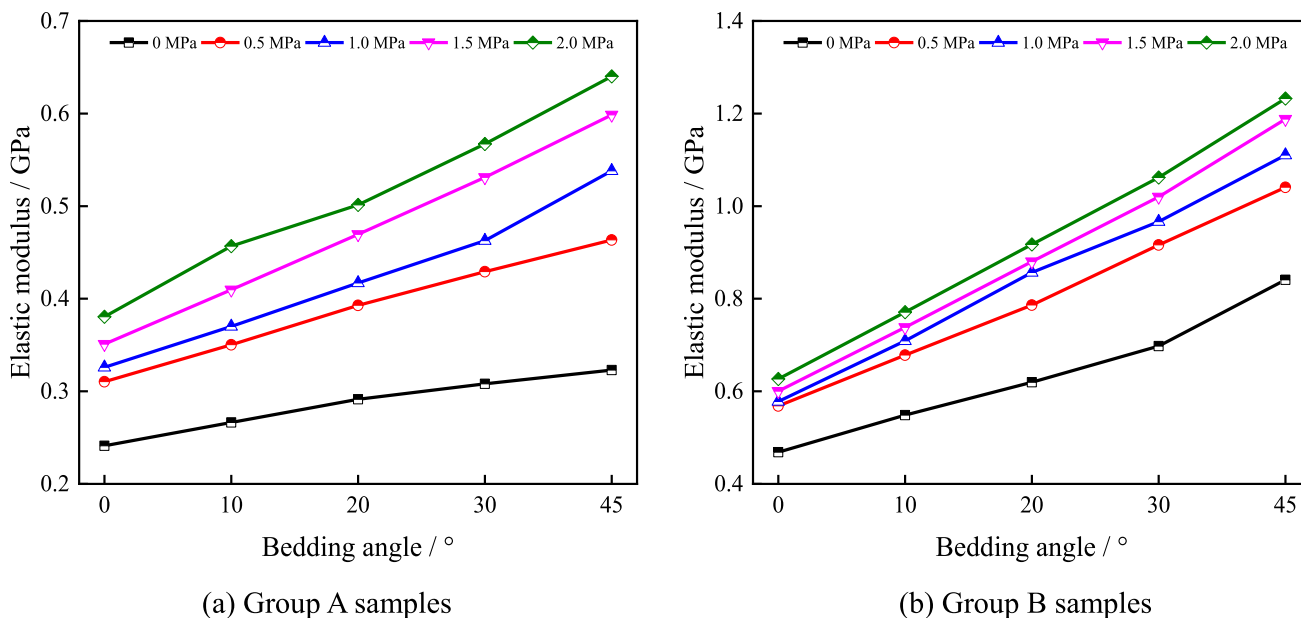 0.7
0 MPa 0.5 MPa 1.0 MPa 1.5 MPa 2.0 MPa
0.6
0.5
0.4
0.3
0.2
Elastic modulus / GPa
0 10 20 30 45
Bedding angle / °
(a) Group A samples
1.4
0 MPa 0.5 MPa 1.0 MPa 1.5 MPa 2.0 MPa
1.2
1.0
0.8
0.6
0.4
Elastic modulus / GPa
0 10 20 30 45
Bedding angle / °
(b) Group B samples